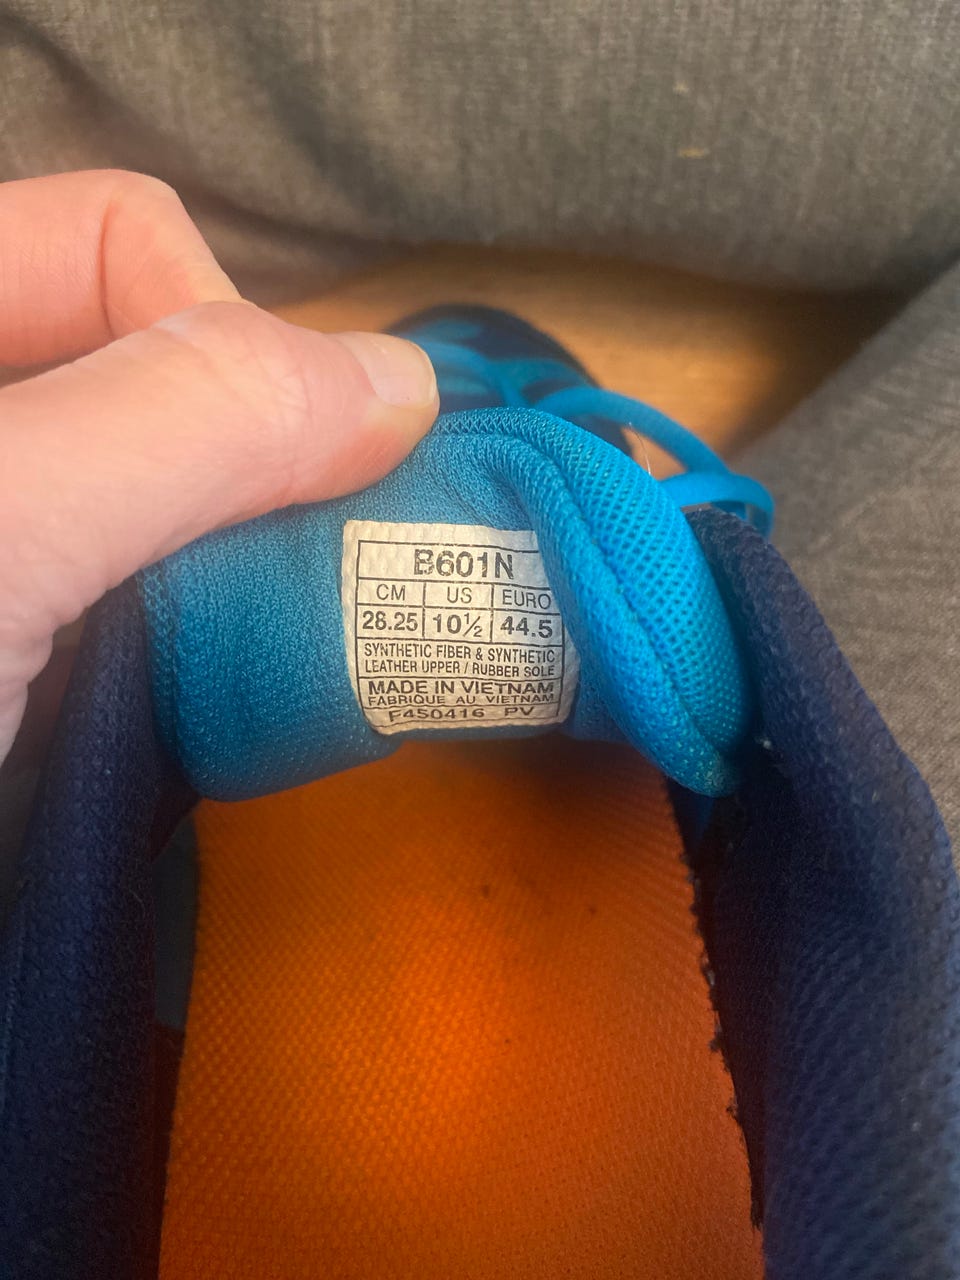 B601N
CM US EURO
28.25 10½ 44.5
SYNTHETIC FIBER & SYNTHETIC
LEATHER UPPER / RUBBER SOLE
MADE IN VIETNAM
FABRIQUE AU VIETNAM
F450416 PV